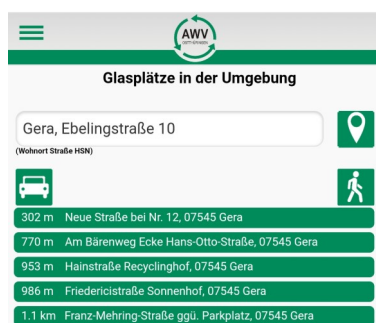 AWV
Glasplätze in der Umgebung
Gera, Ebelingstraße 10
(Wohnort Straße HSN)
302 m Neue Straße bei Nr. 12, 07545 Gera
770 m Am Bärenweg Ecke Hans-Otto-Straße, 07545 Gera
953 m Hainstraße Recyclinghof, 07545 Gera
986 m Friedericistraße Sonnenhof, 07545 Gera
1.1 km Franz-Mehring-Straße ggü. Parkplatz, 07545 Gera